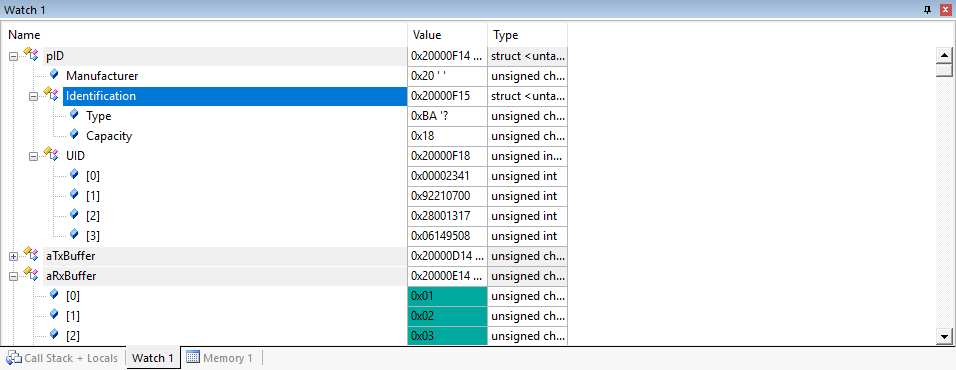 Watch 1
Name Value Type
pID 0x20000F14 ... struct <unta...
Manufacturer 0x20 ' ' unsigned ch...
Identification 0x20000F15 struct <unta...
Type 0xBA '? unsigned ch...
Capacity 0x18 unsigned ch...
UID 0x20000F18 unsigned in...
[0] 0x00002341 unsigned int
[1] 0x92210700 unsigned int
[2] 0x28001317 unsigned int
[3] 0x06149508 unsigned int
aTxBuffer 0x20000D14 ... unsigned ch...
aRxBuffer 0x20000E14 ... unsigned ch...
[0] 0x01 unsigned ch...
[1] 0x02 unsigned ch...
[2] 0x03 unsigned ch...
Call Stack + Locals Watch 1 Memory 1